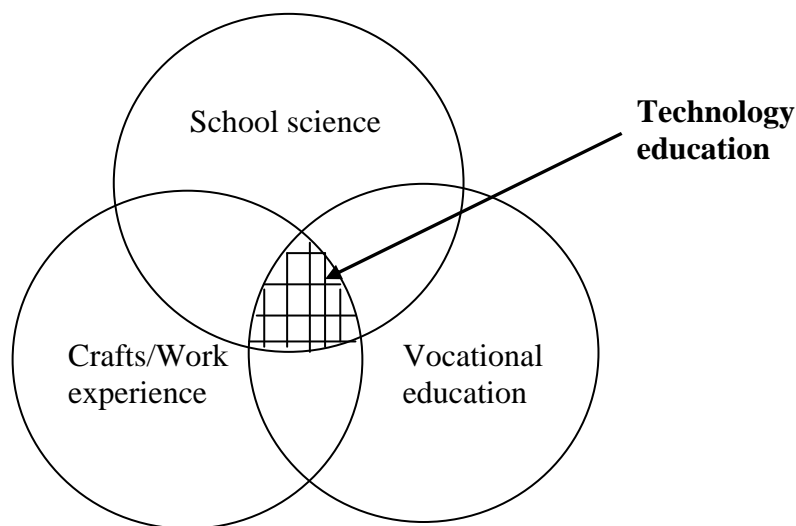 School science
Technology
education
Crafts/Work
experience
Vocational
education